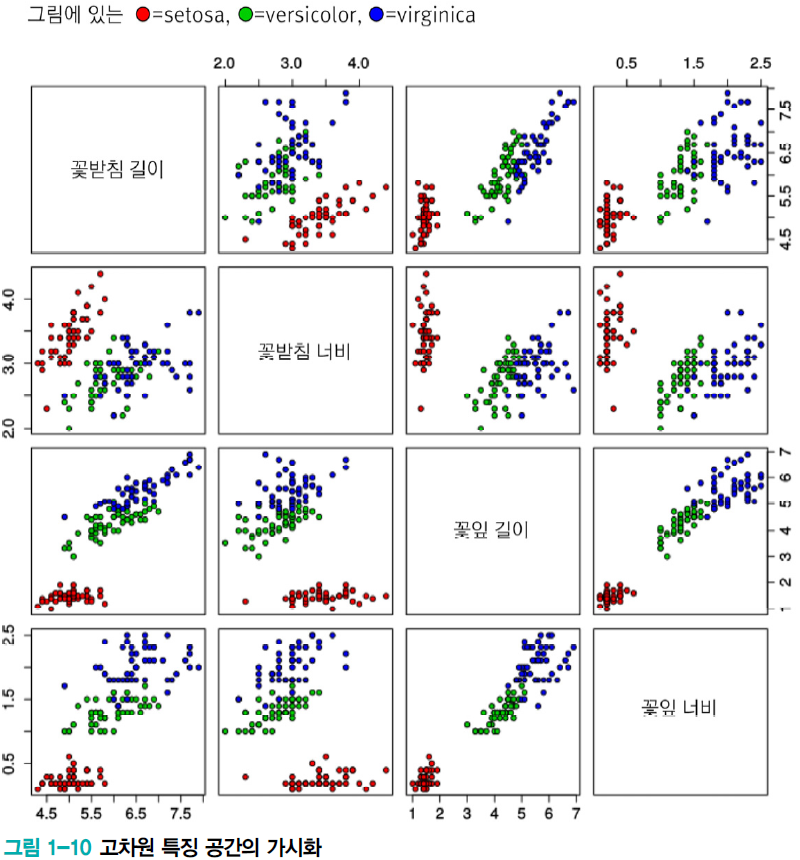 그림에 있는 ●=setosa, ●=versicolor, ●=virginica
2.0 3.0 4.0 0.5 1.5 2.5
꽃받침 길이
4.5 5.5 6.5 7.5
2.0 3.0 4.0
꽃받침 너비
꽃잎 길이
1 2 3 4 5 6 7
0.5 1.5 2.5
꽃잎 너비
4.5 5.5 6.5 7.5 1 2 3 4 5 6 7
그림 1-10 고차원 특징 공간의 가시화